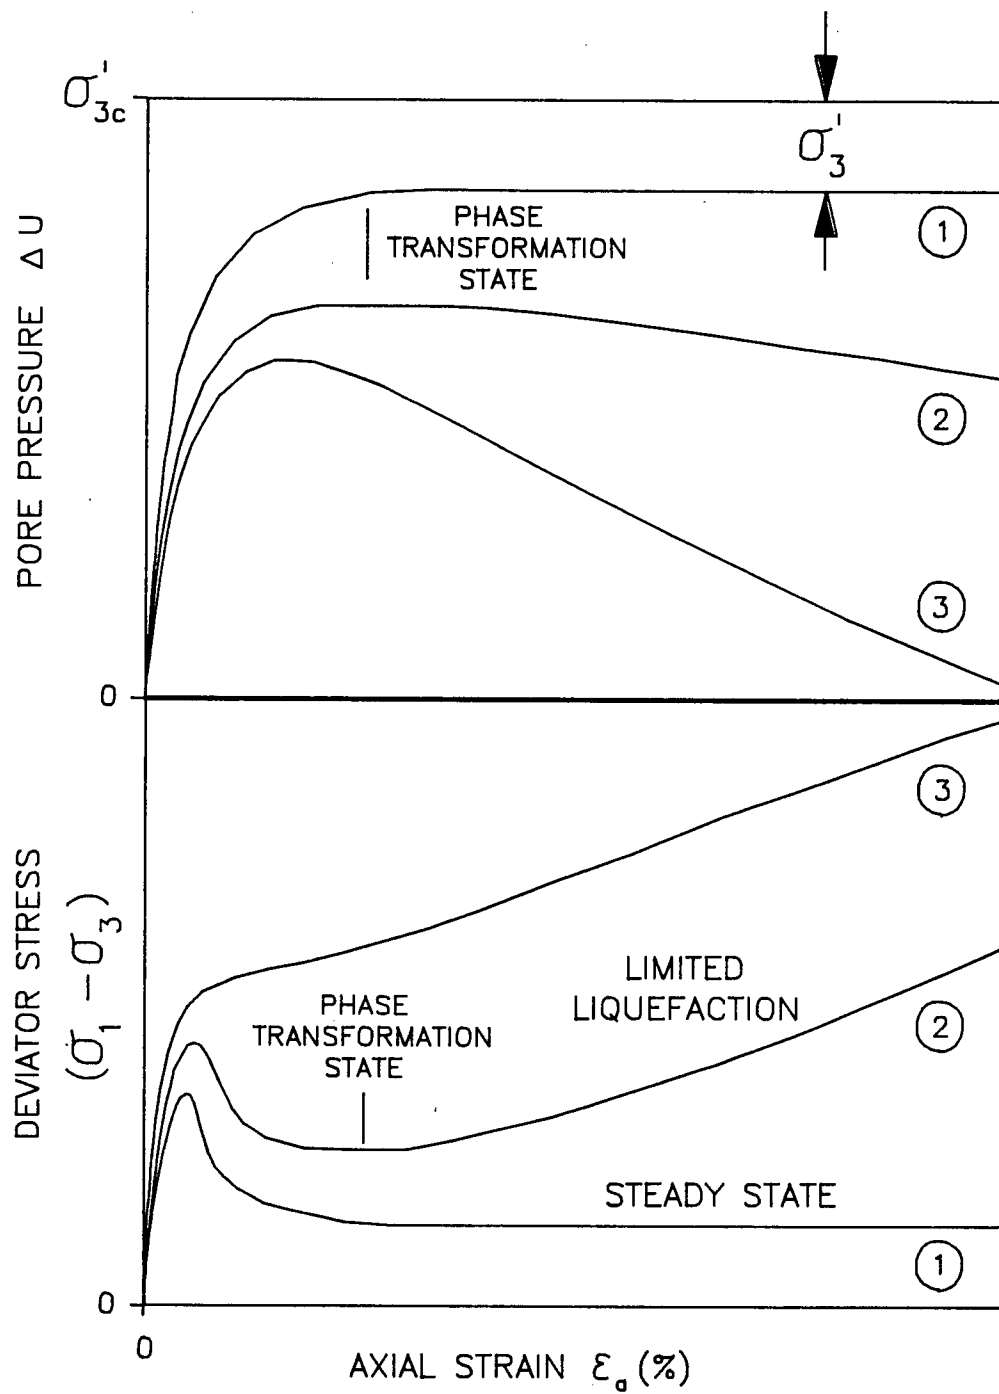 σ'3c
σ'3
PORE PRESSURE Δ U
PHASE
TRANSFORMATION
STATE
1
2
3
0
3
DEVIATOR STRESS
(σ1 − σ3)
LIMITED
LIQUEFACTION
PHASE
TRANSFORMATION
STATE
2
STEADY STATE
1
0
0
AXIAL STRAIN εa (%)